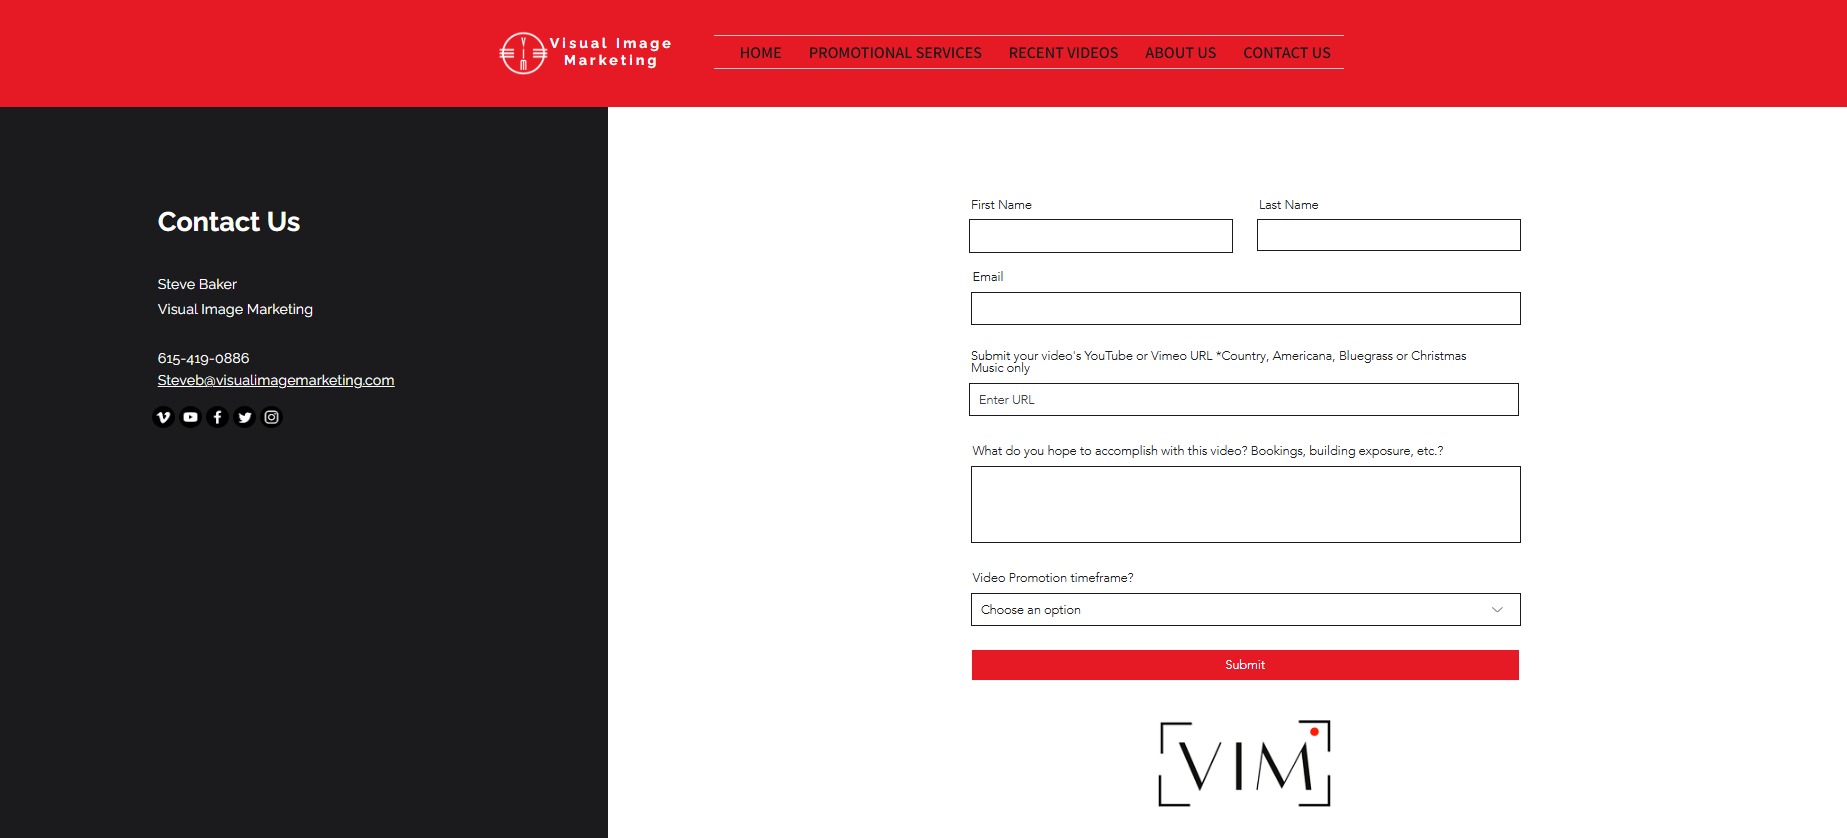 Visual Image
Marketing
HOME PROMOTIONAL SERVICES RECENT VIDEOS ABOUT US CONTACT US
Contact Us
Steve Baker
Visual Image Marketing
615-419-0886
Steveb@visualimagemarketing.com
First Name
Last Name
Email
Submit your video's YouTube or Vimeo URL *Country, Americana, Bluegrass or Christmas
Music only
Enter URL
What do you hope to accomplish with this video? Bookings, building exposure, etc.?
Video Promotion timeframe?
Choose an option
Submit
VIM